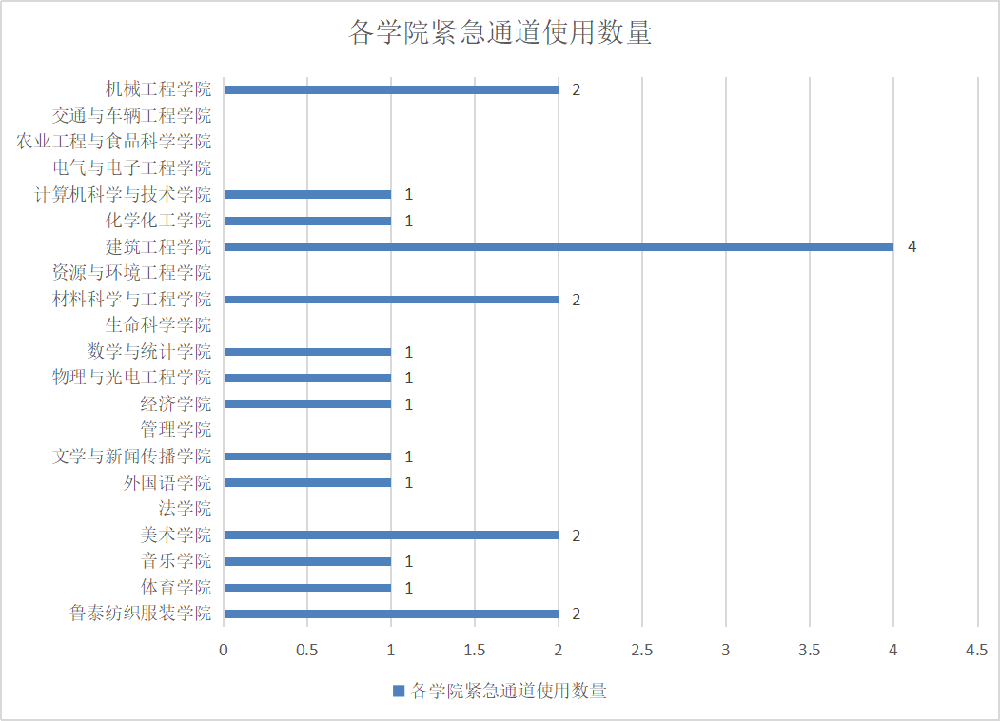 各学院紧急通道使用数量
机械工程学院 2
交通与车辆工程学院
农业工程与食品科学学院
电气与电子工程学院
计算机科学与技术学院 1
化学化工学院 1
建筑工程学院 4
资源与环境工程学院
材料科学与工程学院 2
生命科学学院
数学与统计学院 1
物理与光电工程学院 1
经济学院 1
管理学院
文学与新闻传播学院 1
外国语学院 1
法学院
美术学院 2
音乐学院 1
体育学院 1
鲁泰纺织服装学院 2
0 0.5 1 1.5 2 2.5 3 3.5 4 4.5
各学院紧急通道使用数量